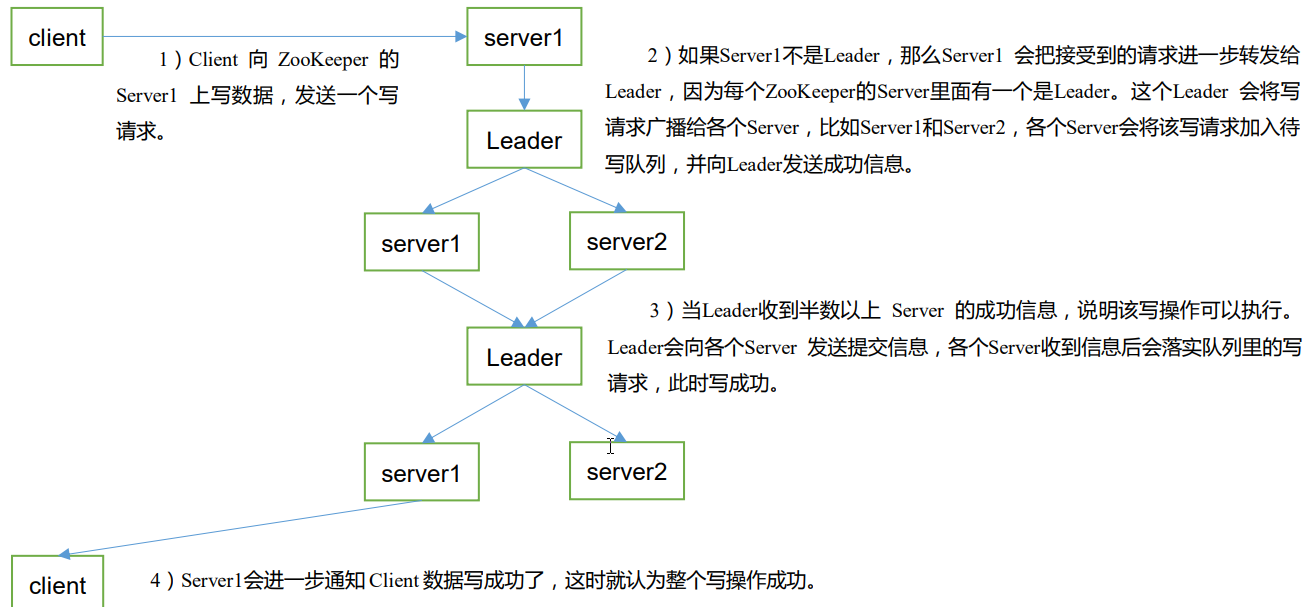 client
server1
1）Client 向 ZooKeeper 的
Server1 上写数据，发送一个写
请求。
2）如果Server1不是Leader，那么Server1 会把接受到的请求进一步转发给
Leader，因为每个ZooKeeper的Server里面有一个是Leader。这个Leader 会将写
请求广播给各个Server，比如Server1和Server2，各个Server会将该写请求加入待
写队列，并向Leader发送成功信息。
Leader
server1
server2
3）当Leader收到半数以上 Server 的成功信息，说明该写操作可以执行。
Leader会向各个Server 发送提交信息，各个Server收到信息后会落实队列里的写
请求，此时写成功。
Leader
server1
server2
client
4）Server1会进一步通知 Client 数据写成功了，这时就认为整个写操作成功。